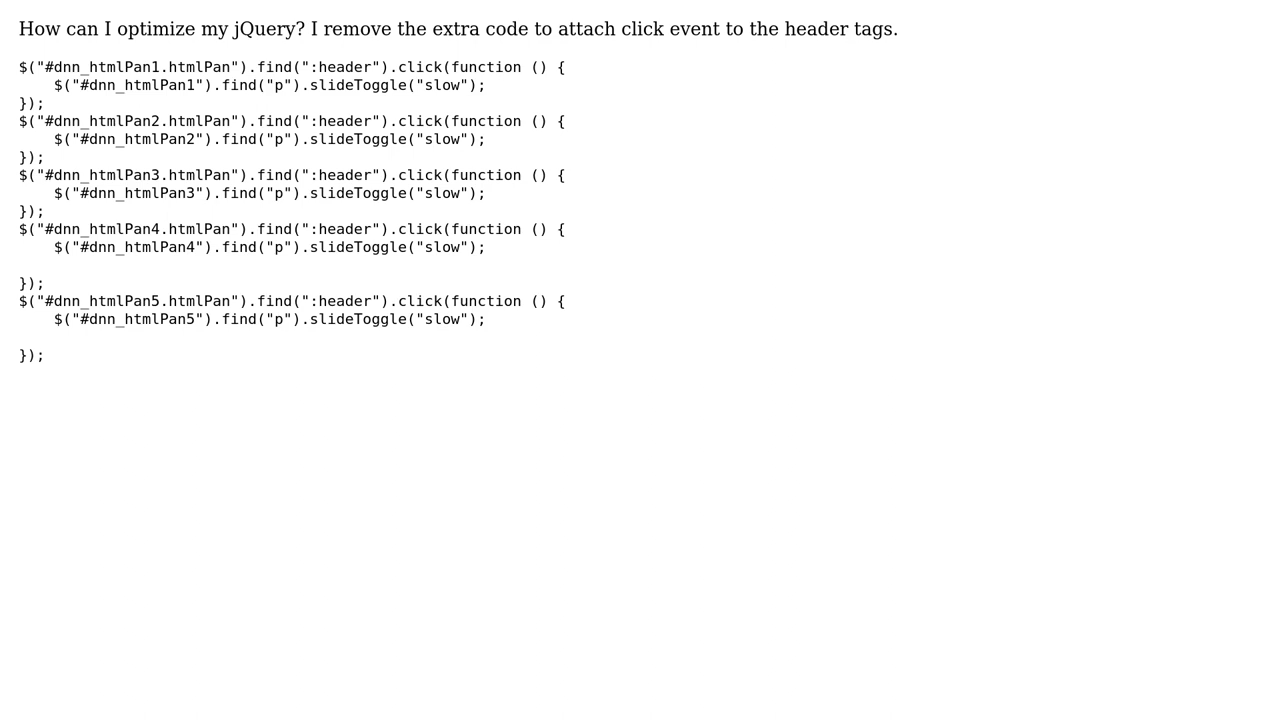 How can I optimize my jQuery? I remove the extra code to attach click event to the header tags.
$("#dnn_htmlPan1.htmlPan").find(":header").click(function () {
    $("#dnn_htmlPan1").find("p").slideToggle("slow");
});
$("#dnn_htmlPan2.htmlPan").find(":header").click(function () {
    $("#dnn_htmlPan2").find("p").slideToggle("slow");
});
$("#dnn_htmlPan3.htmlPan").find(":header").click(function () {
    $("#dnn_htmlPan3").find("p").slideToggle("slow");
});
$("#dnn_htmlPan4.htmlPan").find(":header").click(function () {
    $("#dnn_htmlPan4").find("p").slideToggle("slow");

});
$("#dnn_htmlPan5.htmlPan").find(":header").click(function () {
    $("#dnn_htmlPan5").find("p").slideToggle("slow");

});